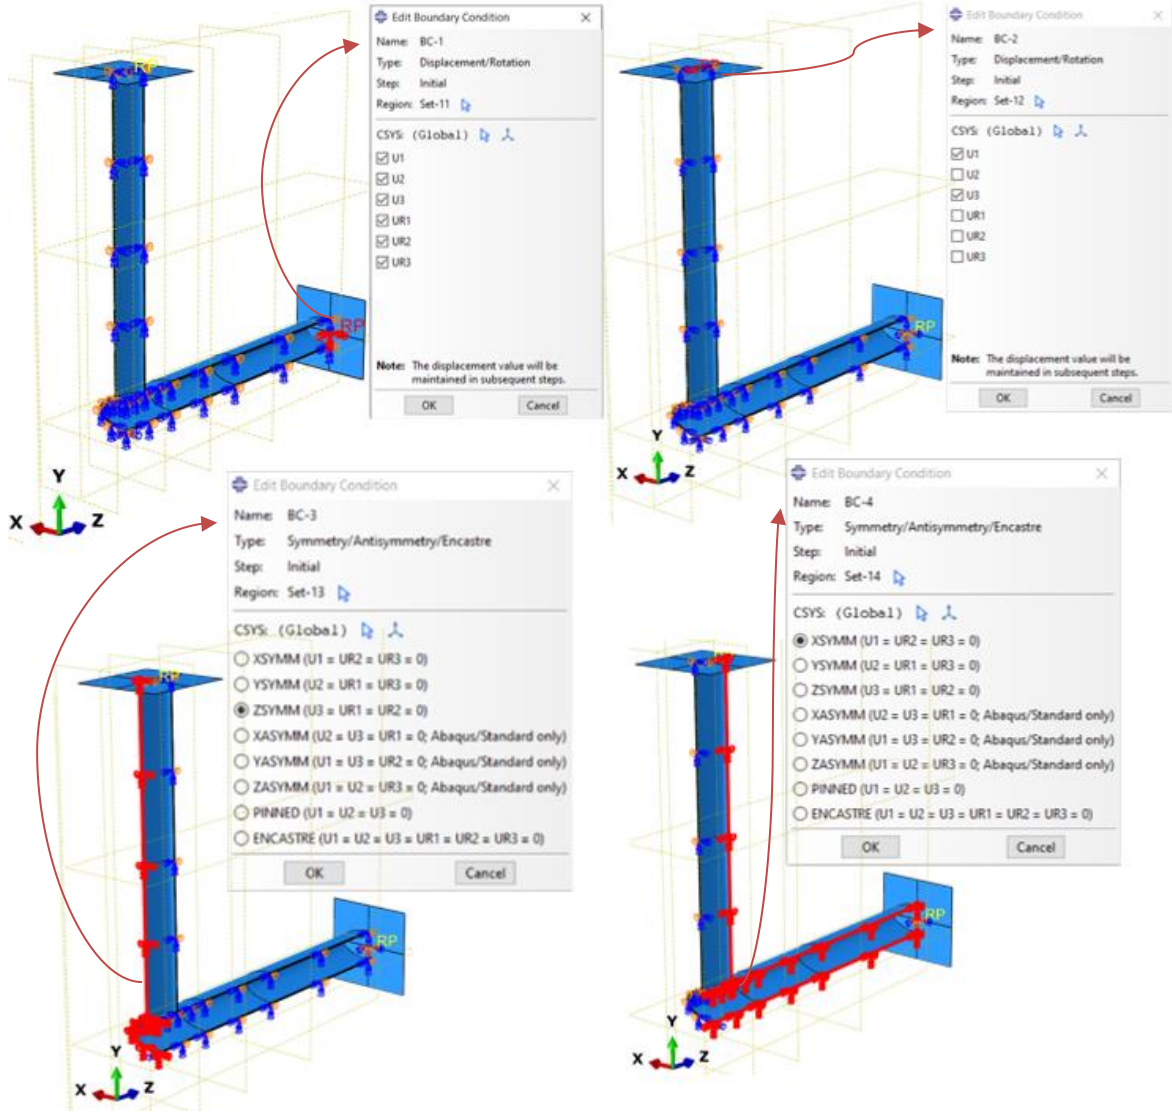 Edit Boundary Condition
Name: BC-1
Type: Displacement/Rotation
Step: Initial
Region: Set-11
CSYS: (Global)
U1
U2
U3
UR1
UR2
UR3
Note: The displacement value will be
maintained in subsequent steps.
OK Cancel
RP
RP
Y
X Z
Edit Boundary Condition
Name: BC-2
Type: Displacement/Rotation
Step: Initial
Region: Set-12
CSYS: (Global)
U1
U2
U3
UR1
UR2
UR3
Note: The displacement value will be
maintained in subsequent steps.
OK Cancel
RP
RP
Y
X Z
Edit Boundary Condition
Name: BC-3
Type: Symmetry/Antisymmetry/Encastre
Step: Initial
Region: Set-13
CSYS: (Global)
XSYMM (U1 = UR2 = UR3 = 0)
YSYMM (U2 = UR1 = UR3 = 0)
ZSYMM (U3 = UR1 = UR2 = 0)
XASYMM (U2 = U3 = UR1 = 0; Abaqus/Standard only)
YASYMM (U1 = U3 = UR2 = 0; Abaqus/Standard only)
ZASYMM (U1 = U2 = UR3 = 0; Abaqus/Standard only)
PINNED (U1 = U2 = U3 = 0)
ENCASTRE (U1 = U2 = U3 = UR1 = UR2 = UR3 = 0)
OK Cancel
RP
RP
Y
X Z
Edit Boundary Condition
Name: BC-4
Type: Symmetry/Antisymmetry/Encastre
Step: Initial
Region: Set-14
CSYS: (Global)
XSYMM (U1 = UR2 = UR3 = 0)
YSYMM (U2 = UR1 = UR3 = 0)
ZSYMM (U3 = UR1 = UR2 = 0)
XASYMM (U2 = U3 = UR1 = 0; Abaqus/Standard only)
YASYMM (U1 = U3 = UR2 = 0; Abaqus/Standard only)
ZASYMM (U1 = U2 = UR3 = 0; Abaqus/Standard only)
PINNED (U1 = U2 = U3 = 0)
ENCASTRE (U1 = U2 = U3 = UR1 = UR2 = UR3 = 0)
OK Cancel
RP
RP
Y
X Z